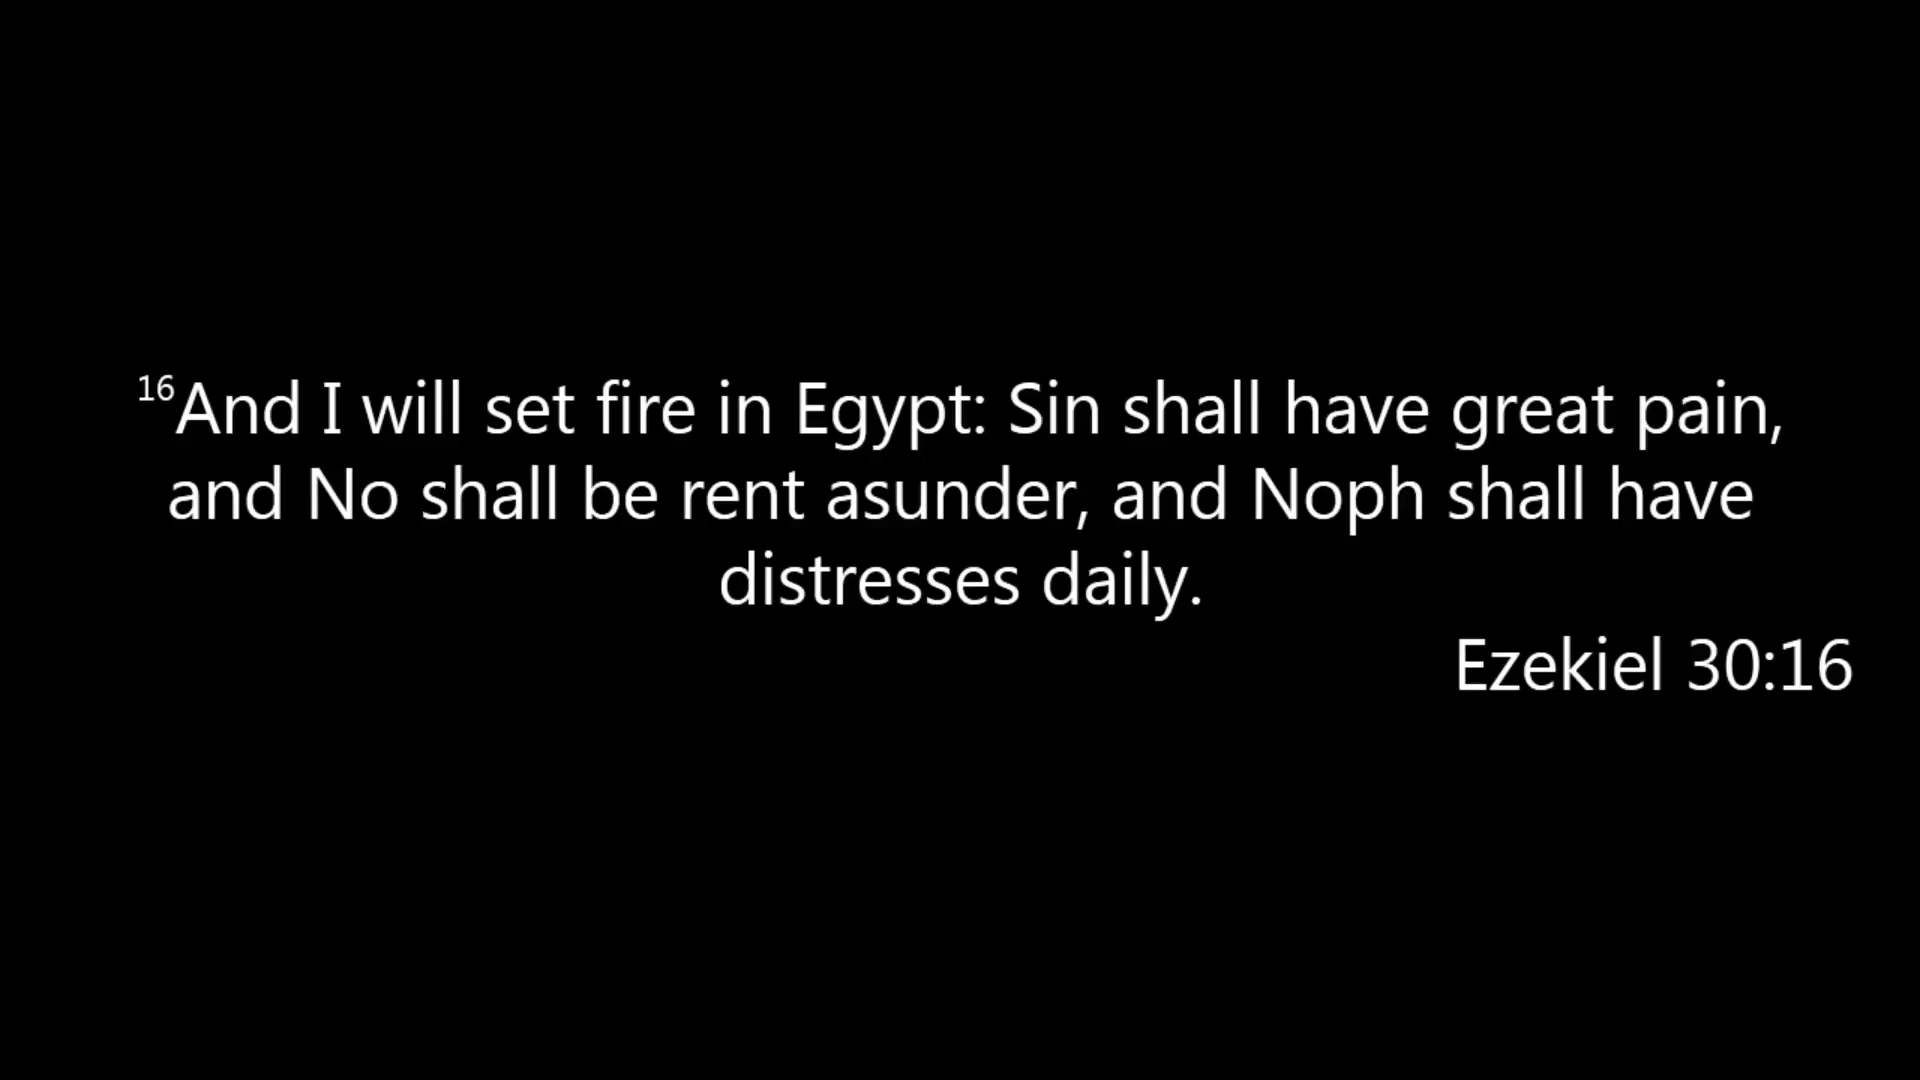 16And I will set fire in Egypt: Sin shall have great pain,
and No shall be rent asunder, and Noph shall have
distresses daily.
Ezekiel 30:16